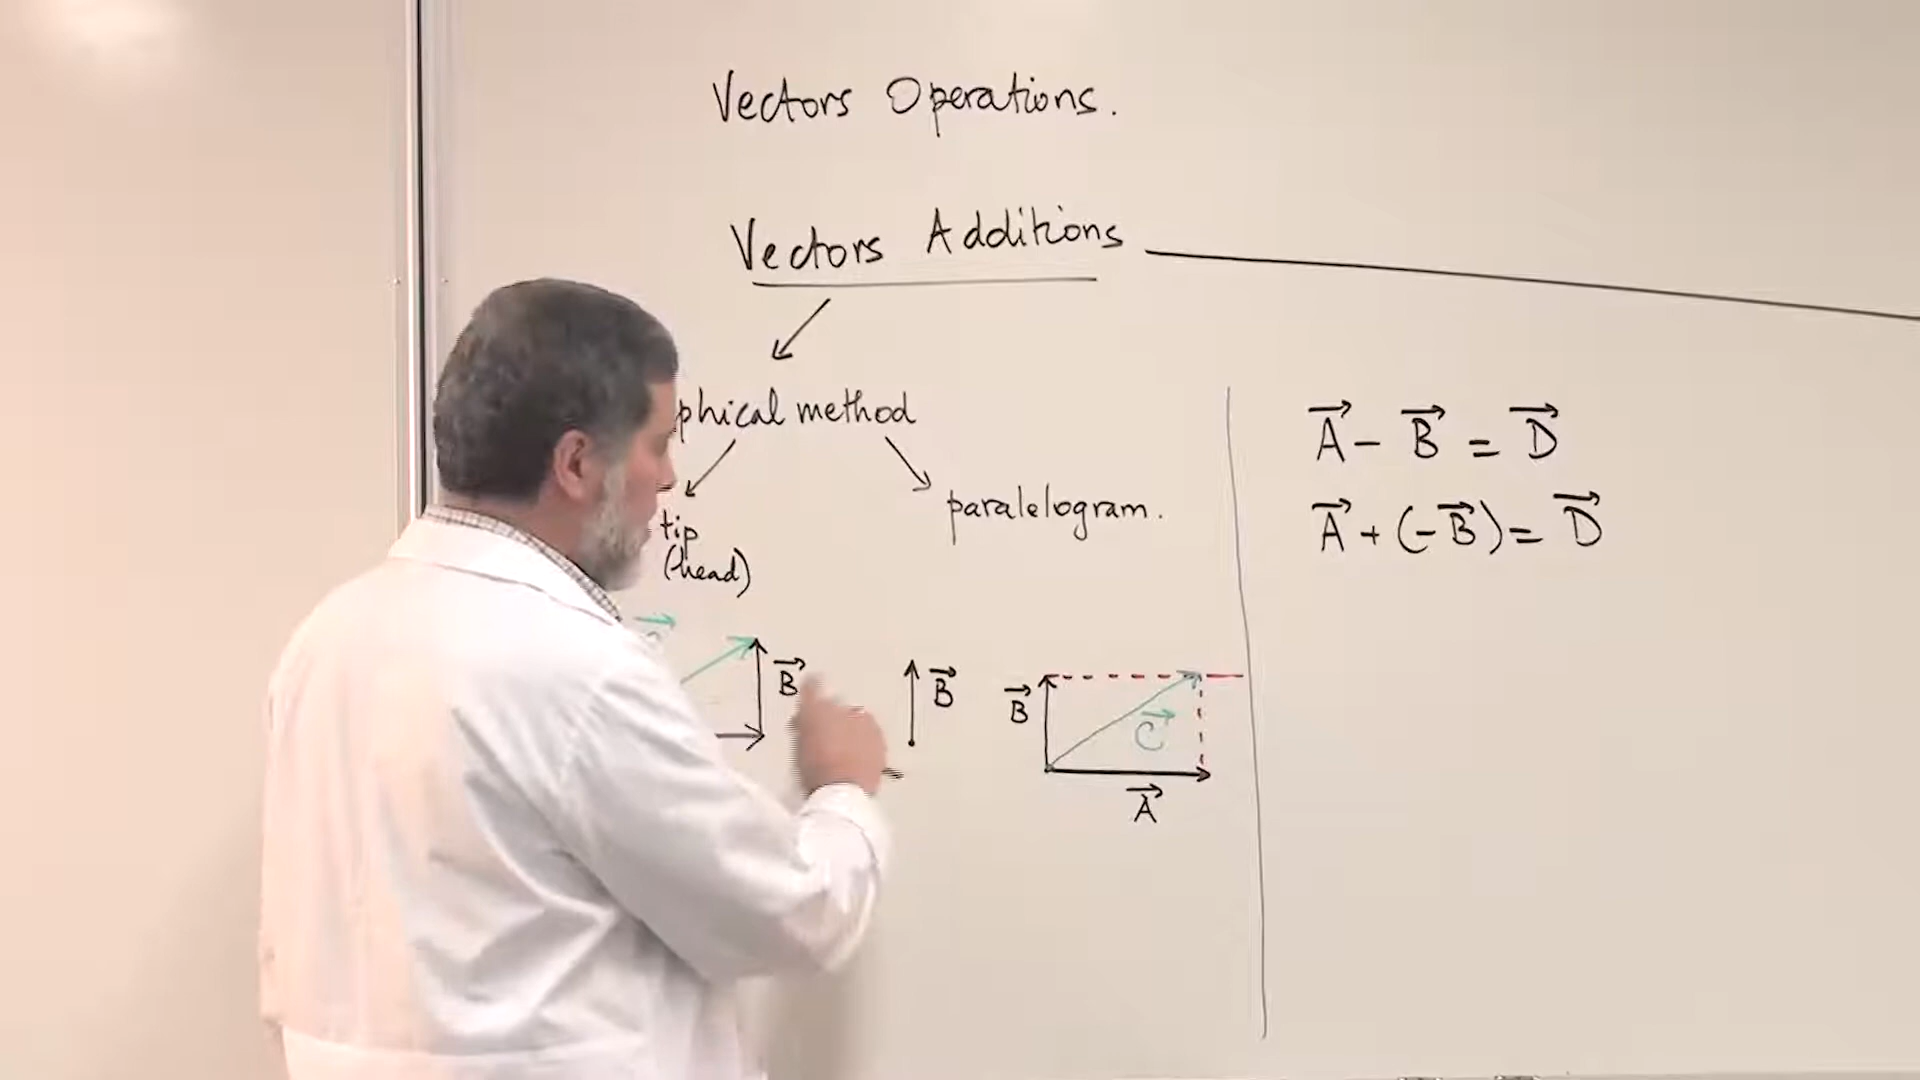 Vectors Operations.
Vectors Additions
phical method
tip
(head)
paralelogram.
B
B
B
C
A
A - B = D
A + (-B) = D